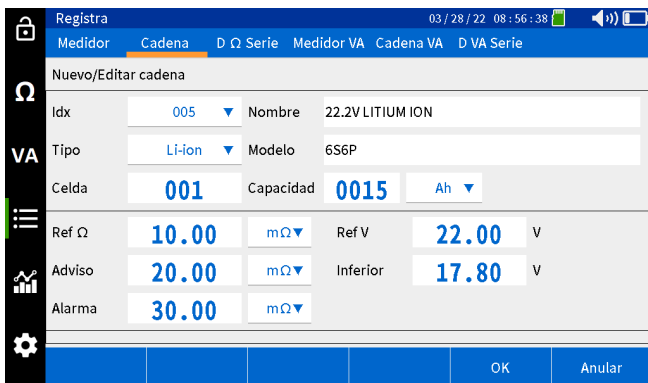 Registra 03/28/22 08:56:38
Medidor Cadena D Ω Serie Medidor VA Cadena VA D VA Serie
Nuevo/Editar cadena
Ω
Idx 005 Nombre 22.2V LITIUM ION
VA
Tipo Li-ion Modelo 6S6P
Celda 001 Capacidad 0015 Ah
Ref Ω 10.00 mΩ Ref V 22.00 V
Adviso 20.00 mΩ Inferior 17.80 V
Alarma 30.00 mΩ
OK Anular